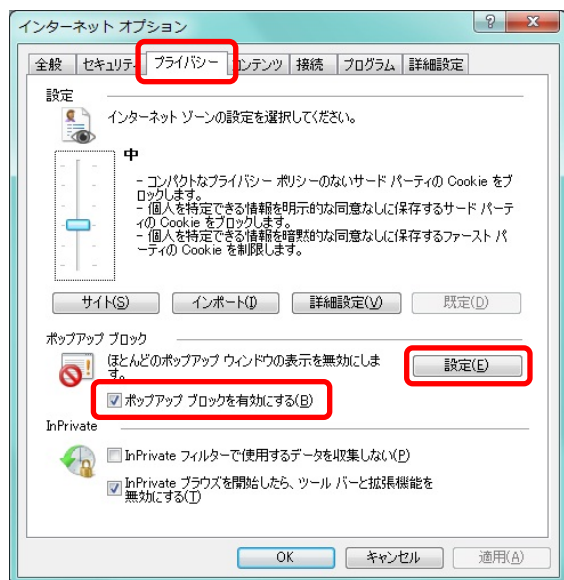 インターネット オプション
全般 セキュリティ プライバシー コンテンツ 接続 プログラム 詳細設定
設定
インターネット ゾーンの設定を選択してください。
中
- コンパクトなプライバシー ポリシーのないサード パーティの Cookie をブ
ロックします。
- 個人を特定できる情報を明示的な同意なしに保存するサード パーテ
ィの Cookie をブロックします。
- 個人を特定できる情報を暗黙的な同意なしに保存するファースト パ
ーティの Cookie を制限します。
サイト(S) インポート(I) 詳細設定(V) 既定(D)
ポップアップ ブロック
ほとんどのポップアップ ウィンドウの表示を無効にしま
す。
設定(E)
ポップアップ ブロックを有効にする(B)
InPrivate
InPrivate フィルターで使用するデータを収集しない(P)
InPrivate ブラウズを開始したら、ツール バーと拡張機能を
無効にする(T)
OK キャンセル 適用(A)